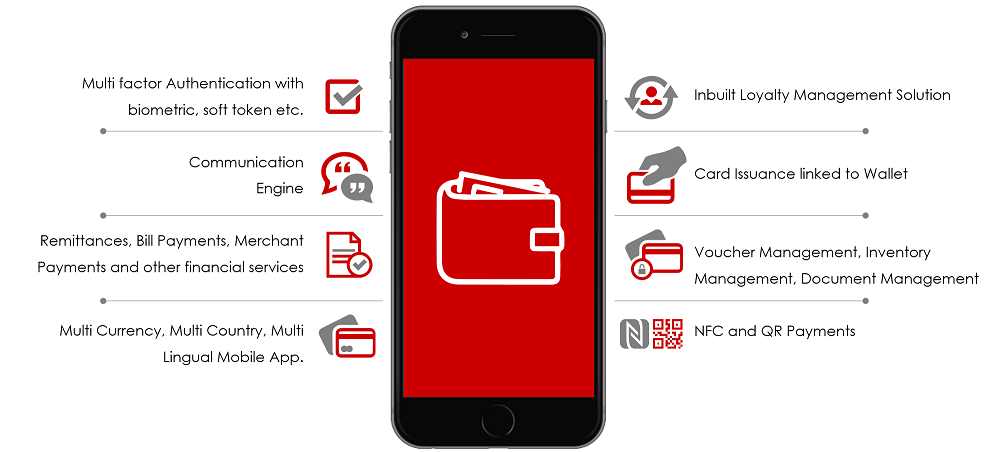 Multi factor Authentication with
biometric, soft token etc.
Communication
Engine
Remittances, Bill Payments, Merchant
Payments and other financial services
Multi Currency, Multi Country, Multi
Lingual Mobile App.
Inbuilt Loyalty Management Solution
Card Issuance linked to Wallet
Voucher Management, Inventory
Management, Document Management
NFC and QR Payments